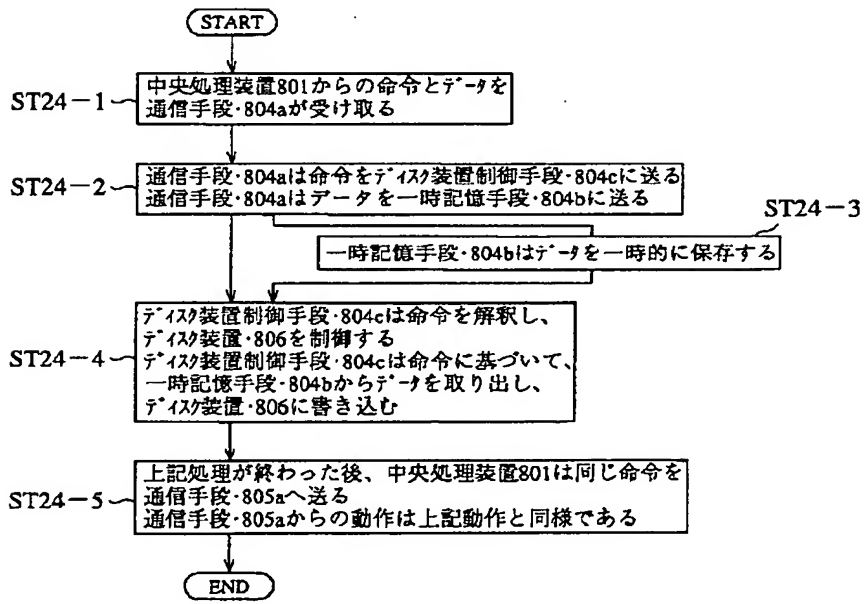 START
ST24-1
中央処理装置801からの命令とデータを
通信手段・804aが受け取る
ST24-2
通信手段・804aは命令をディスク装置制御手段・804cに送る
通信手段・804aはデータを一時記憶手段・804bに送る
ST24-3
一時記憶手段・804bはデータを一時的に保存する
ST24-4
ディスク装置制御手段・804cは命令を解釈し、
ディスク装置・806を制御する
ディスク装置制御手段・804cは命令に基づいて、
一時記憶手段・804bからデータを取り出し、
ディスク装置・806に書き込む
ST24-5
上記処理が終わった後、中央処理装置801は同じ命令を
通信手段・805aへ送る
通信手段・805aからの動作は上記動作と同様である
END